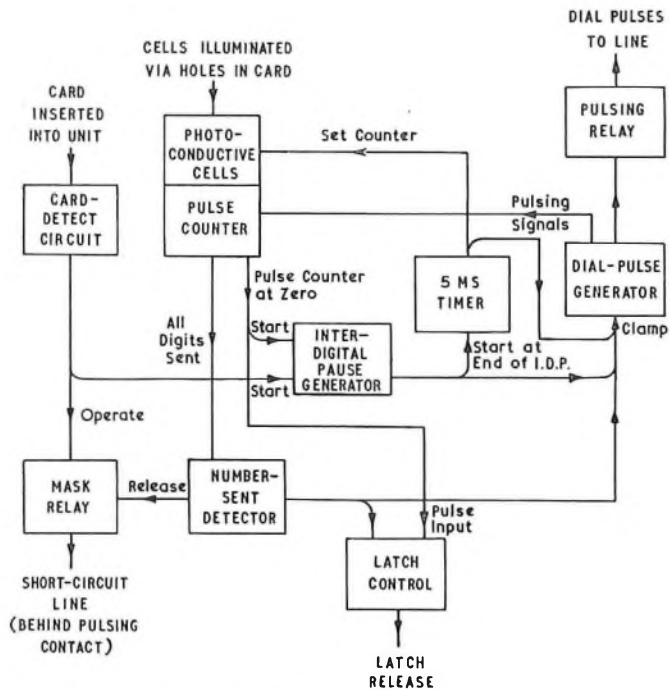 DIAL PULSES
TO LINE
CELLS ILLUMINATED
VIA HOLES IN CARD
CARD
INSERTED
INTO UNIT
PULSING
RELAY
PHOTO-
CONDUCTIVE
CELLS
Set Counter
CARD-
DETECT
CIRCUIT
PULSE
COUNTER
Pulsing
Signals
5 MS
TIMER
DIAL-PULSE
GENERATOR
Pulse Counter
at Zero
All
Digits
Sent
Start
INTER-
DIGITAL
PAUSE
GENERATOR
Clamp
Start at
End of I.D.P.
Start
Operate
MASK
RELAY
Release
NUMBER-
SENT
DETECTOR
Pulse
Input
LATCH
CONTROL
SHORT-CIRCUIT
LINE
(BEHIND PULSING
CONTACT)
LATCH
RELEASE